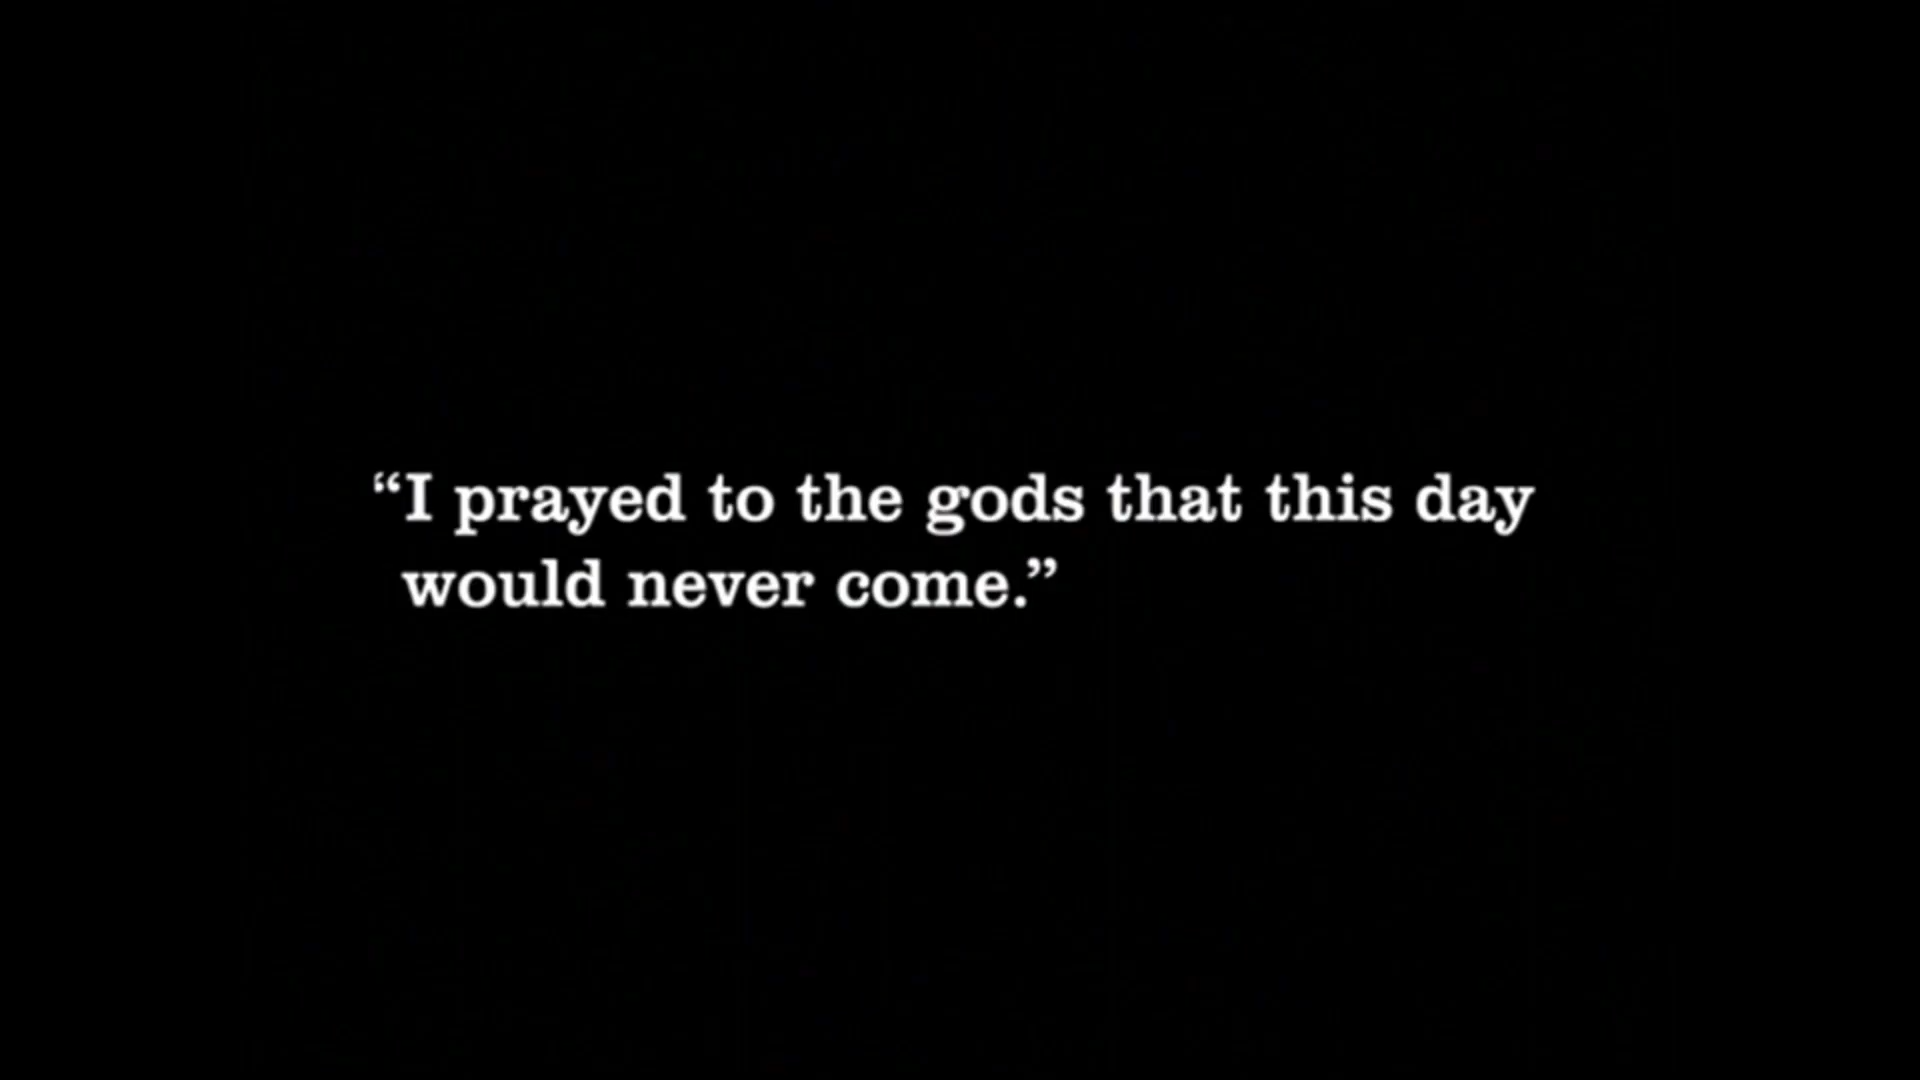 “I prayed to the gods that this day
would never come.”